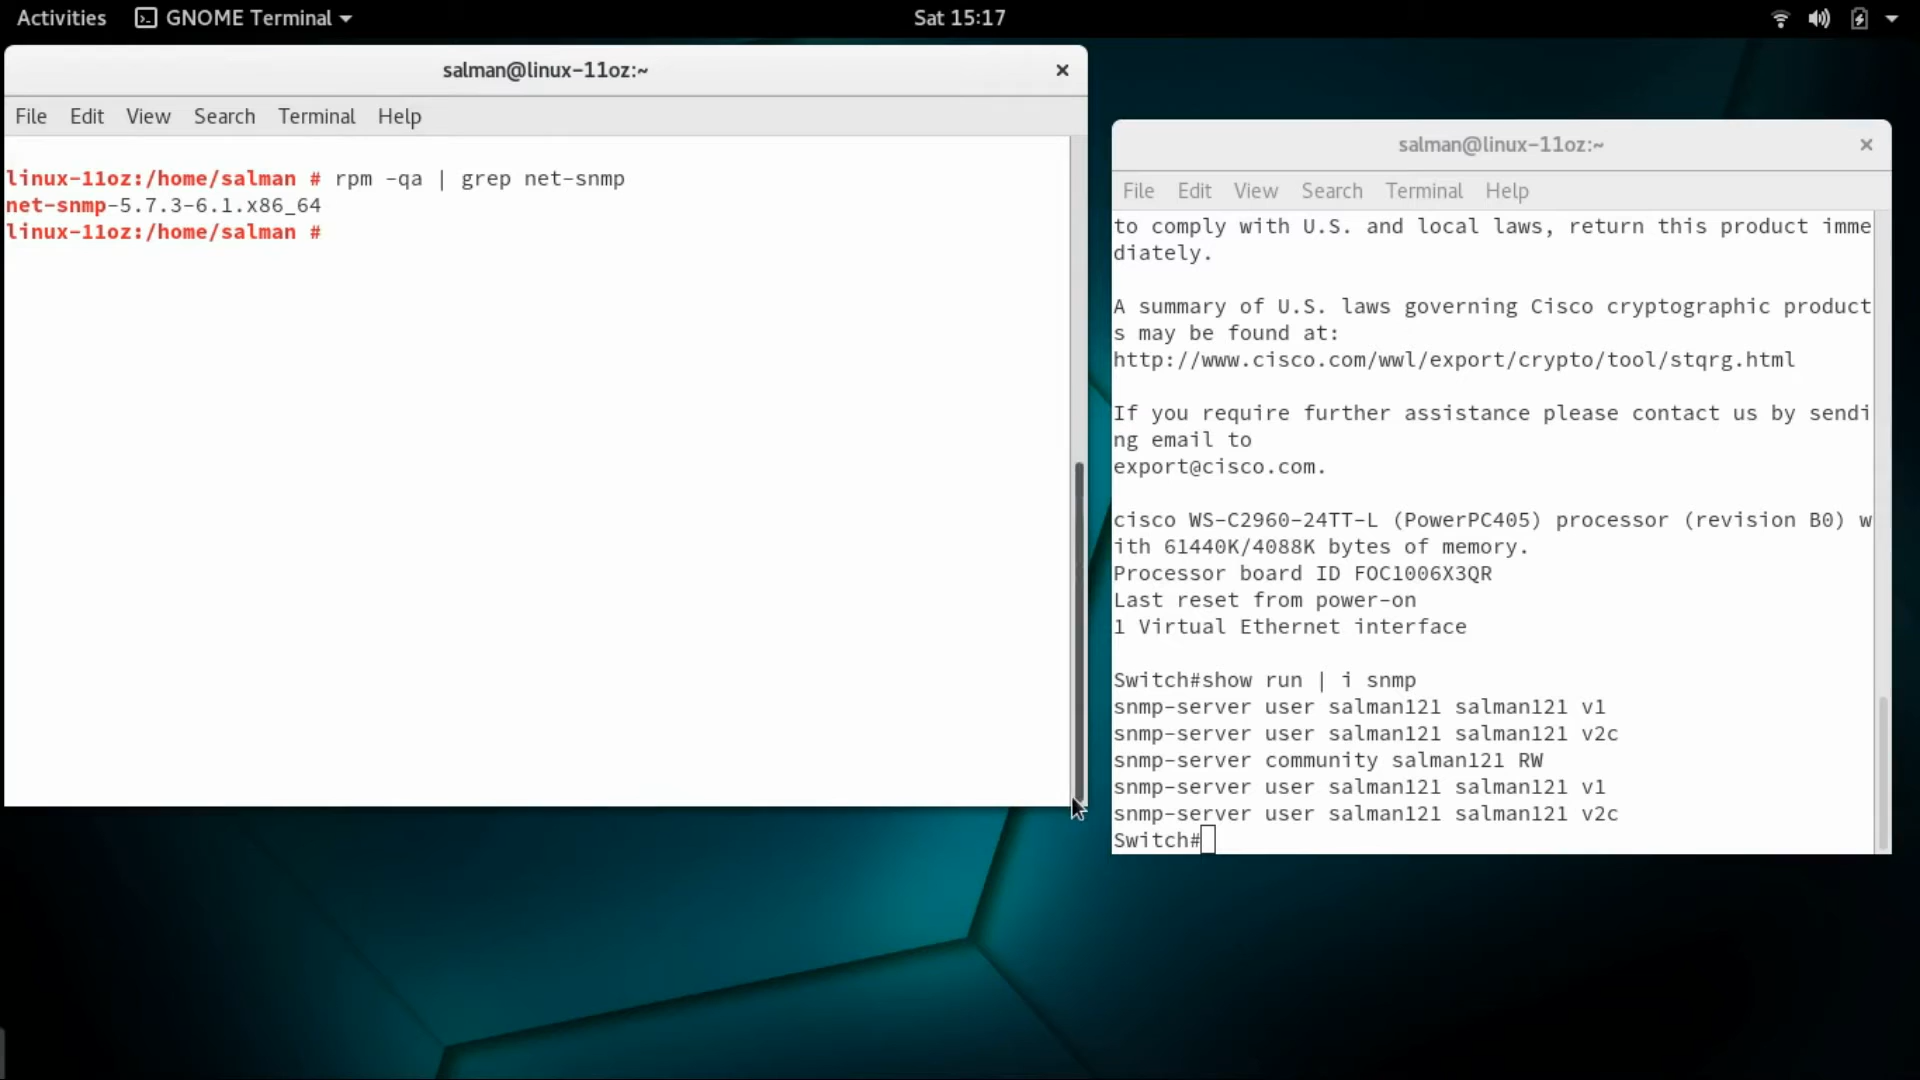 Activities GNOME Terminal Sat 15:17
salman@linux-11oz:~
File Edit View Search Terminal Help
linux-11oz:/home/salman # rpm -qa | grep net-snmp
net-snmp-5.7.3-6.1.x86_64
linux-11oz:/home/salman #
salman@linux-11oz:~
File Edit View Search Terminal Help
to comply with U.S. and local laws, return this product imme
diately.
A summary of U.S. laws governing Cisco cryptographic product
s may be found at:
http://www.cisco.com/wwl/export/crypto/tool/stqrg.html
If you require further assistance please contact us by sendi
ng email to
export@cisco.com.
cisco WS-C2960-24TT-L (PowerPC405) processor (revision B0) w
ith 61440K/4088K bytes of memory.
Processor board ID FOC1006X3QR
Last reset from power-on
1 Virtual Ethernet interface
Switch#show run | i snmp
snmp-server user salman121 salman121 v1
snmp-server user salman121 salman121 v2c
snmp-server community salman121 RW
snmp-server user salman121 salman121 v1
snmp-server user salman121 salman121 v2c
Switch#